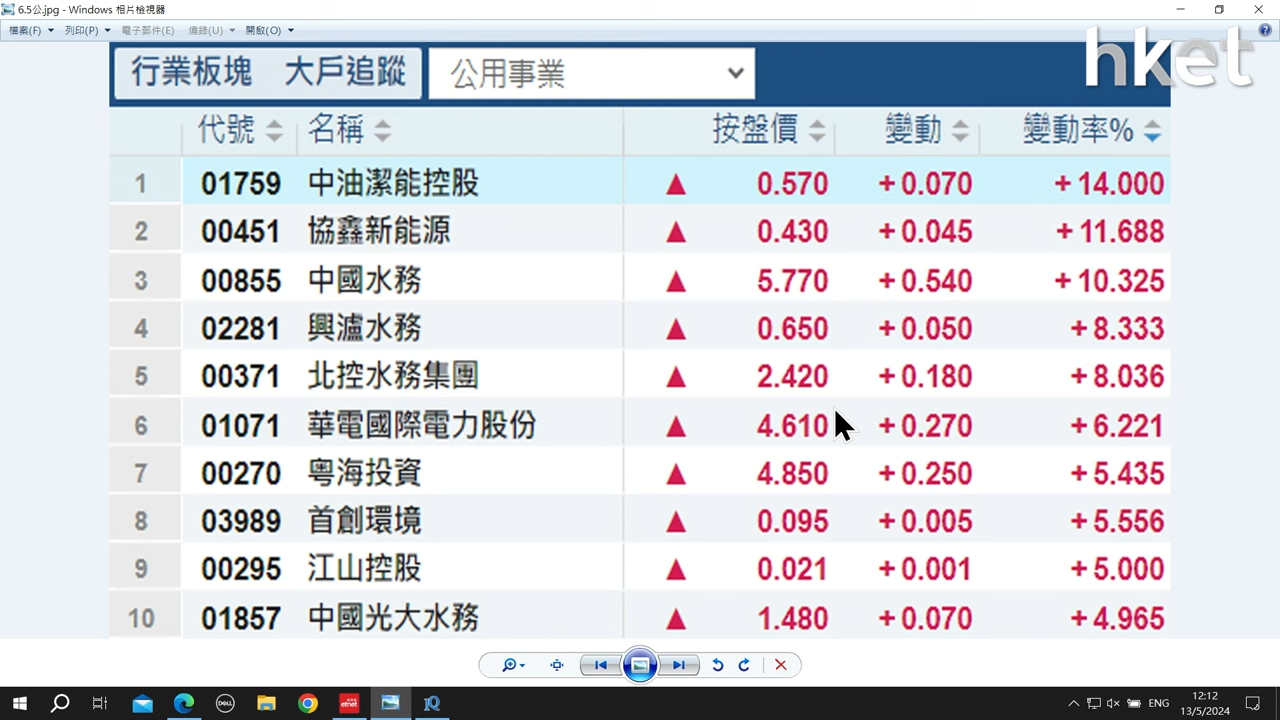 6.5公.jpg - Windows 相片檢視器
檔案(F) 列印(P) 電子郵件(E) 燒錄(U) 開啟(O)
hket
行業板塊 大戶追蹤 公用事業
代號 名稱 按盤價 變動 變動率%
1 01759 中油潔能控股 ▲ 0.570 +0.070 +14.000
2 00451 協鑫新能源 ▲ 0.430 +0.045 +11.688
3 00855 中國水務 ▲ 5.770 +0.540 +10.325
4 02281 興瀘水務 ▲ 0.650 +0.050 +8.333
5 00371 北控水務集團 ▲ 2.420 +0.180 +8.036
6 01071 華電國際電力股份 ▲ 4.610 +0.270 +6.221
7 00270 粤海投資 ▲ 4.850 +0.250 +5.435
8 03989 首創環境 ▲ 0.095 +0.005 +5.556
9 00295 江山控股 ▲ 0.021 +0.001 +5.000
10 01857 中國光大水務 ▲ 1.480 +0.070 +4.965
DELL etnet IQ ENG 12:12
13/5/2024